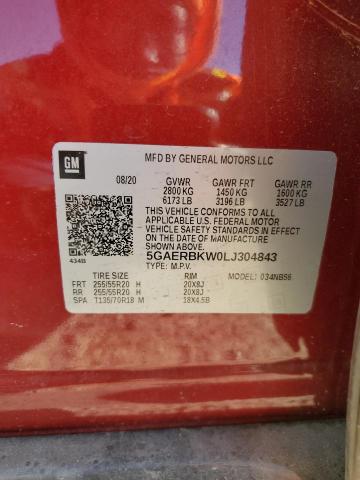 GM
MFD BY GENERAL MOTORS LLC
08/20 GVWR GAWR FRT GAWR RR
2800 KG 1450 KG 1600 KG
6173 LB 3196 LB 3527 LB
THIS VEHICLE CONFORMS TO ALL
APPLICABLE U.S. FEDERAL MOTOR
VEHICLE SAFETY STANDARDS IN
EFFECT ON THE DATE OF MANUFACTURE
SHOWN ABOVE.
434B 5GAERBKW0LJ304843
TYPE: M.P.V.
TIRE SIZE RIM MODEL: 034NB56
FRT 255/55R20 H 20X8J
RR 255/55R20 H 20X8J
SPA T135/70R18 M 18X4.5B